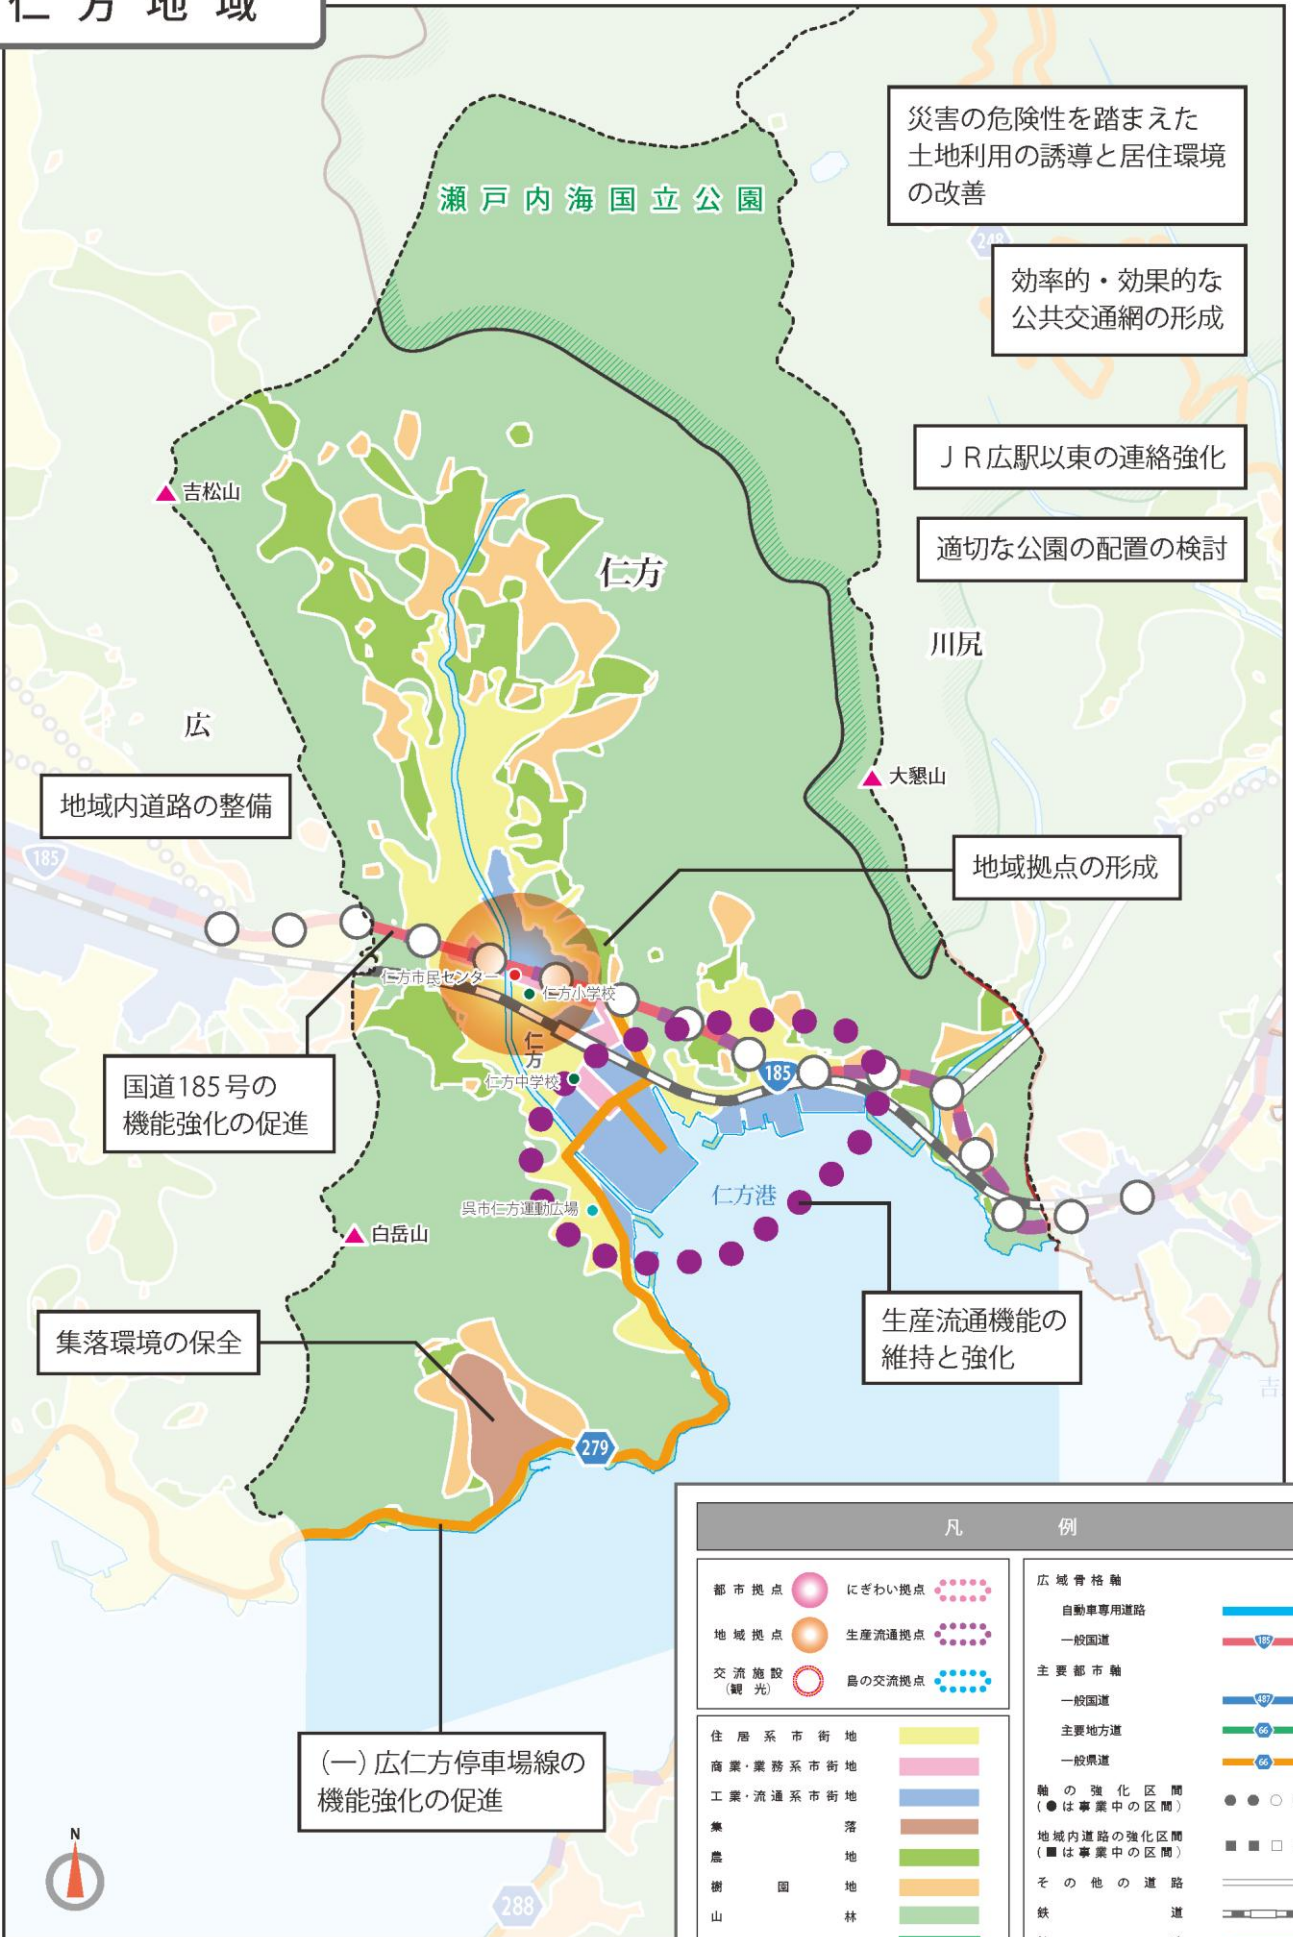 仁方地域
災害の危険性を踏まえた
土地利用の誘導と居住環境
の改善
瀬戸内海国立公園
248
効率的・効果的な
公共交通網の形成
ＪＲ広駅以東の連絡強化
吉松山
適切な公園の配置の検討
仁方
川尻
広
大懇山
地域内道路の整備
185
地域拠点の形成
仁方市民センター
仁方小学校
仁方
仁方中学校
185
国道185号の
機能強化の促進
仁方港
呉市仁方運動広場
白岳山
生産流通機能の
維持と強化
集落環境の保全
吉
279
(一)広仁方停車場線の
機能強化の促進
N
288
凡例
都市拠点
にぎわい拠点
地域拠点
生産流通拠点
交流施設
(観光)
島の交流拠点
住居系市街地
商業・業務系市街地
工業・流通系市街地
集落
農地
樹園地
山林
広域骨格軸
自動車専用道路
一般国道
185
主要都市軸
一般国道
487
主要地方道
66
一般県道
66
軸の強化区間
(●は事業中の区間)
地域内道路の強化区間
(■は事業中の区間)
その他の道路
鉄道